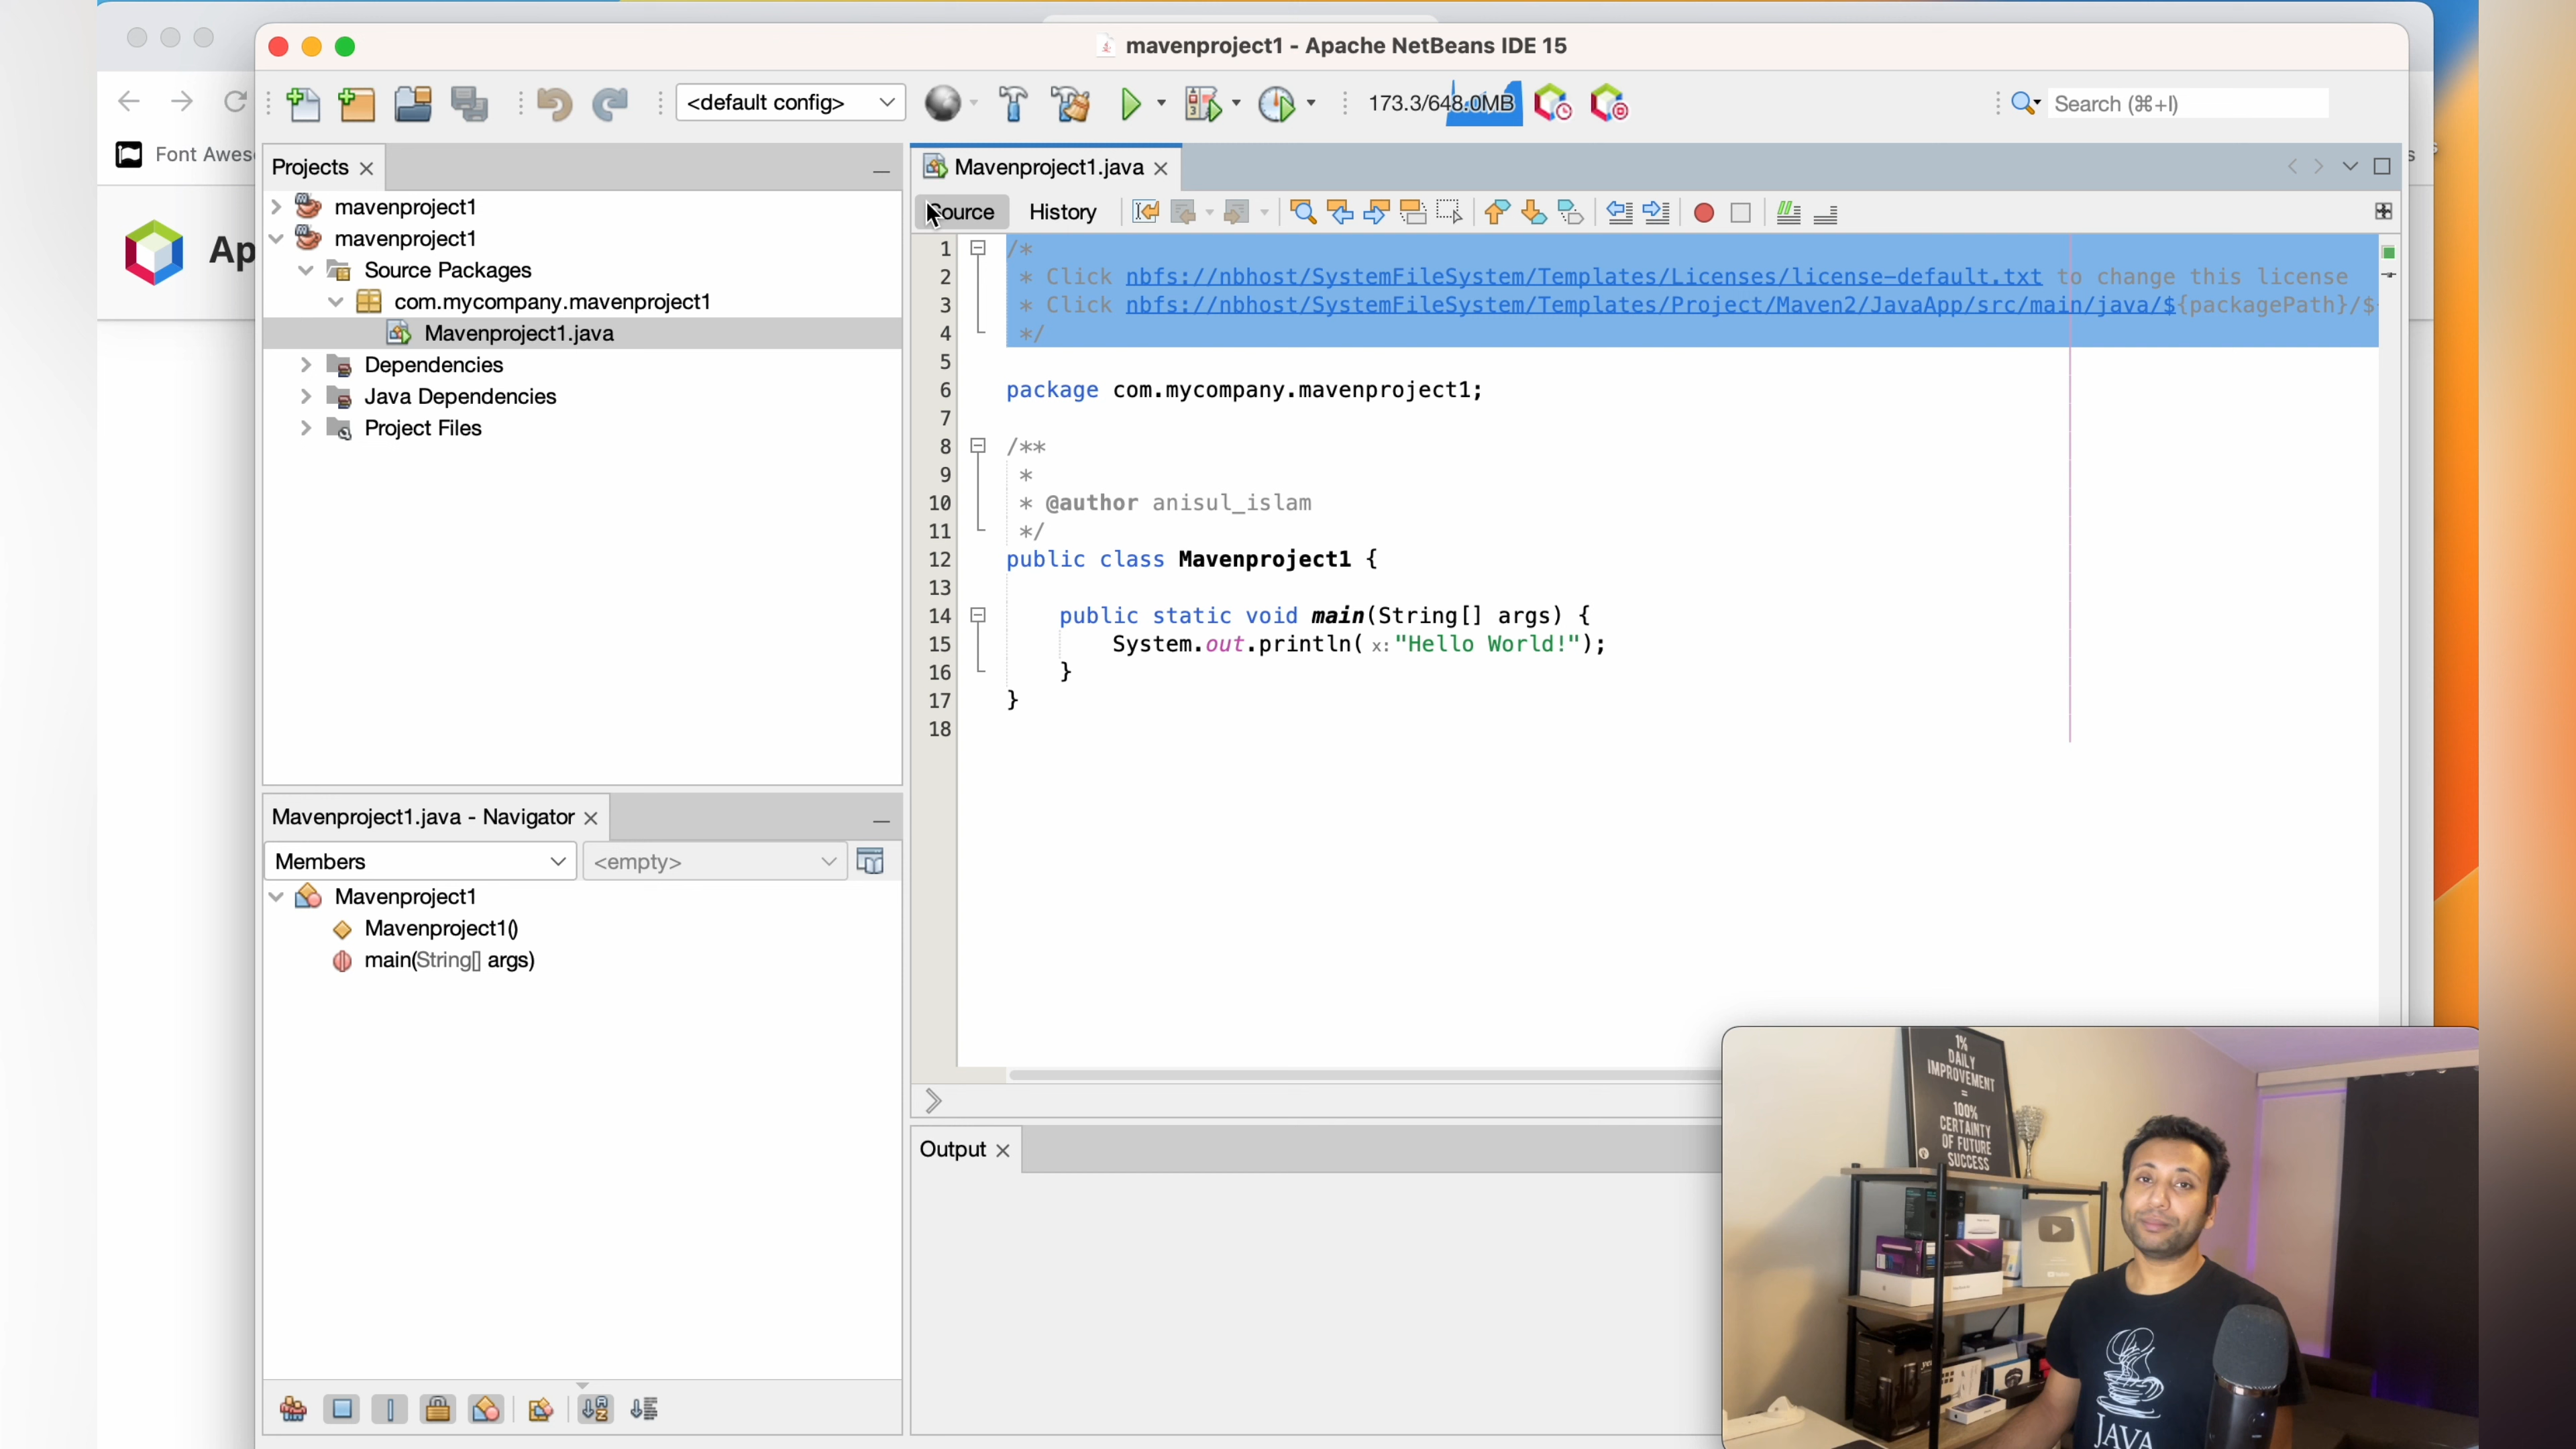 mavenproject1 - Apache NetBeans IDE 15
<default config>
173.3/648.0MB
Search (⌘+I)
Font Awes
Ap
Projects
mavenproject1
mavenproject1
Source Packages
com.mycompany.mavenproject1
Mavenproject1.java
Dependencies
Java Dependencies
Project Files
Mavenproject1.java
Source History
1 /*
2 * Click nbfs://nbhost/SystemFileSystem/Templates/Licenses/license-default.txt to change this license
3 * Click nbfs://nbhost/SystemFileSystem/Templates/Project/Maven2/JavaApp/src/main/java/${packagePath}/$
4 */
5
6 package com.mycompany.mavenproject1;
7
8 /**
9 *
10 * @author anisul_islam
11 */
12 public class Mavenproject1 {
13
14 public static void main(String[] args) {
15 System.out.println( x: "Hello World!");
16 }
17 }
18
Mavenproject1.java - Navigator
Members <empty>
Mavenproject1
Mavenproject1()
main(String[] args)
Output
1%
DAILY
IMPROVEMENT
=
100%
CERTAINTY
OF FUTURE
SUCCESS
JAVA